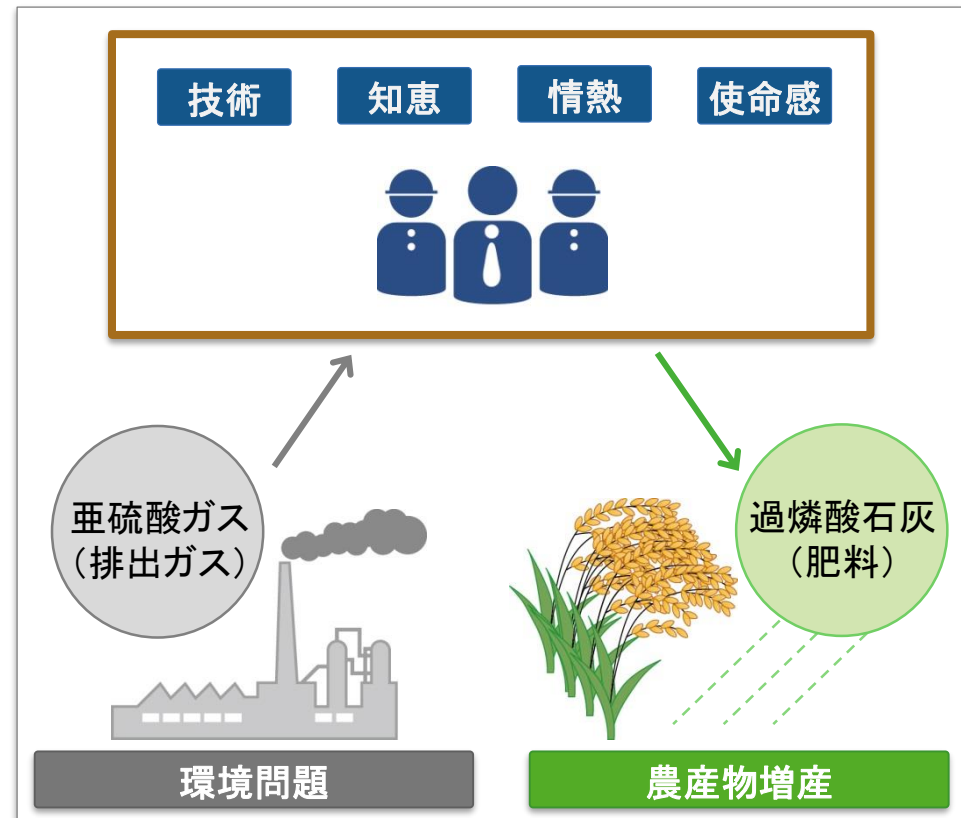 技術
知恵
情熱
使命感
亜硫酸ガス
（排出ガス）
過燐酸石灰
（肥料）
環境問題
農産物増産